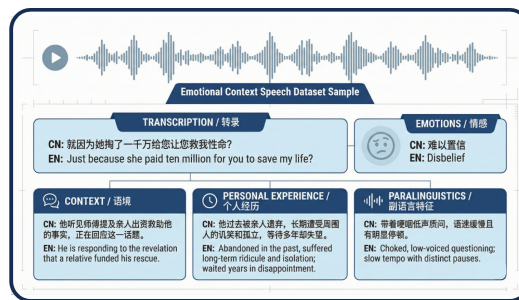 Emotional Context Speech Dataset Sample
TRANSCRIPTION / 转录
CN: 就因为她掏了一千万给您让您救我性命?
EN: Just because she paid ten million for you to save my life?
EMOTIONS / 情感
CN: 难以置信
EN: Disbelief
CONTEXT / 语境
CN: 他听见师傅提及亲人出资救助他
的事实，正在回应这一话题。
EN: He is responding to the revelation
that a relative funded his rescue.
PERSONAL EXPERIENCE /
个人经历
CN: 他过去被亲人遗弃，长期遭受周围
人的讥笑和孤立，等待多年却失望。
EN: Abandoned in the past, suffered
long-term ridicule and isolation;
waited years in disappointment.
PARALINGUISTICS /
副语言特征
CN: 带着哽咽低声质问，语速缓慢且
有明显停顿。
EN: Choked, low-voiced questioning;
slow tempo with distinct pauses.